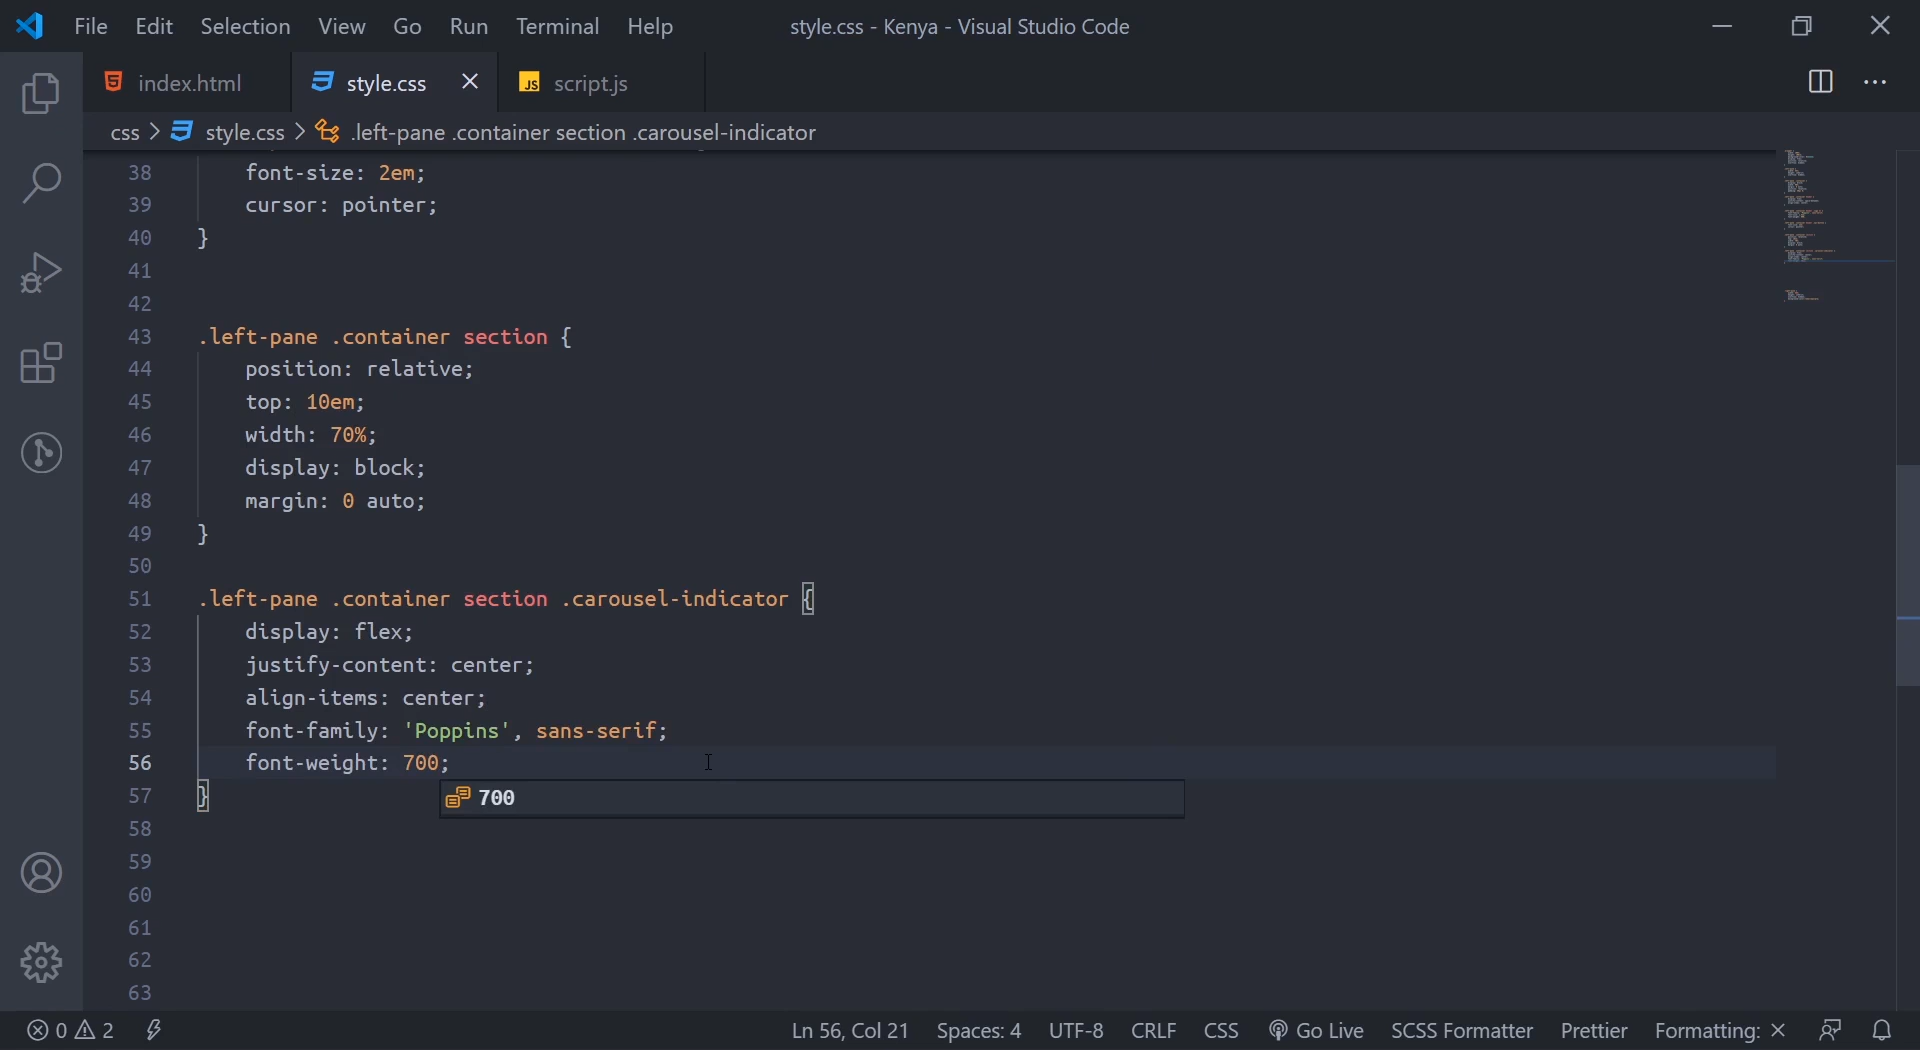 File Edit Selection View Go Run Terminal Help style.css - Kenya - Visual Studio Code
index.html style.css JS script.js
css > style.css > .left-pane .container section .carousel-indicator
38 font-size: 2em;
39 cursor: pointer;
40 }
41
42
43 .left-pane .container section {
44 position: relative;
45 top: 10em;
46 width: 70%;
47 display: block;
48 margin: 0 auto;
49 }
50
51 .left-pane .container section .carousel-indicator {
52 display: flex;
53 justify-content: center;
54 align-items: center;
55 font-family: 'Poppins', sans-serif;
56 font-weight: 700;
57 }
700
58
59
60
61
62
63
0 2 Ln 56, Col 21 Spaces: 4 UTF-8 CRLF CSS Go Live SCSS Formatter Prettier Formatting: ×